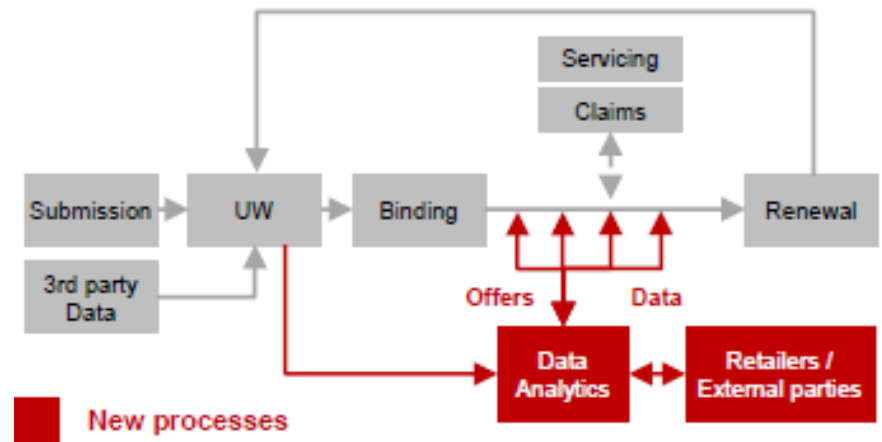 Servicing
Claims
Submission
UW
Binding
Renewal
3rd party
Data
Offers
Data
Data
Analytics
Retailers /
External parties
New processes